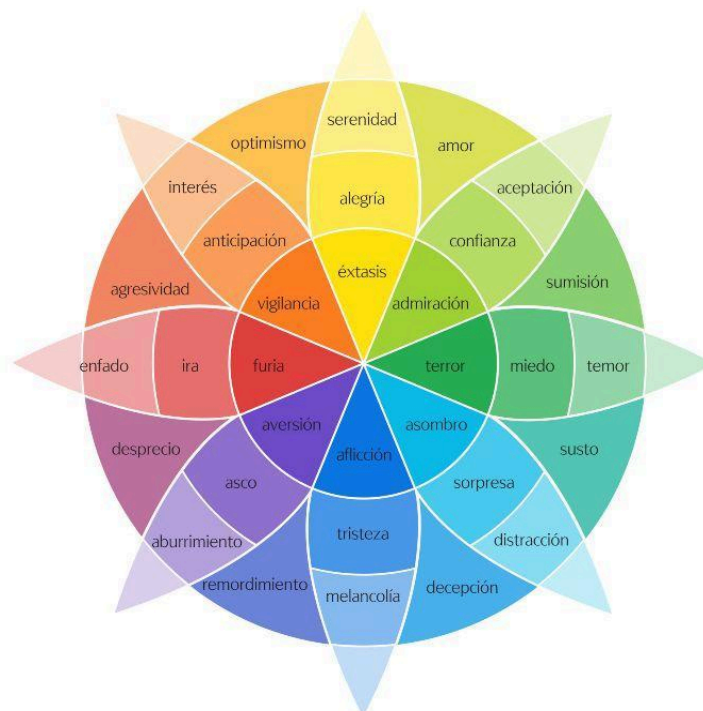 serenidad
optimismo
amor
interés
aceptación
alegría
anticipación
confianza
éxtasis
agresividad
sumisión
vigilancia
admiración
enfado
ira
furia
terror
miedo
temor
aversión
asombro
desprecio
susto
aflicción
asco
sorpresa
tristeza
aburrimiento
distracción
remordimiento
melancolía
decepción